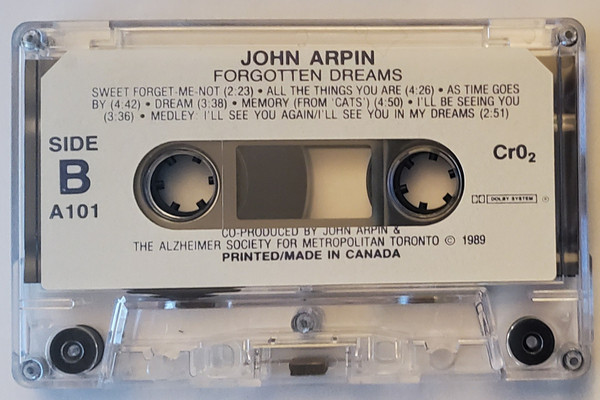 JOHN ARPIN
FORGOTTEN DREAMS
SWEET FORGET-ME-NOT (2:23) • ALL THE THINGS YOU ARE (4:26) • AS TIME GOES
BY (4:42) • DREAM (3:38) • MEMORY (FROM 'CATS') (4:50) • I'LL BE SEEING YOU
(3:36) • MEDLEY: I'LL SEE YOU AGAIN/I'LL SEE YOU IN MY DREAMS (2:51)
SIDE
B
A101
CrO₂
DOLBY SYSTEM
CO-PRODUCED BY JOHN ARPIN &
THE ALZHEIMER SOCIETY FOR METROPOLITAN TORONTO © 1989
PRINTED/MADE IN CANADA